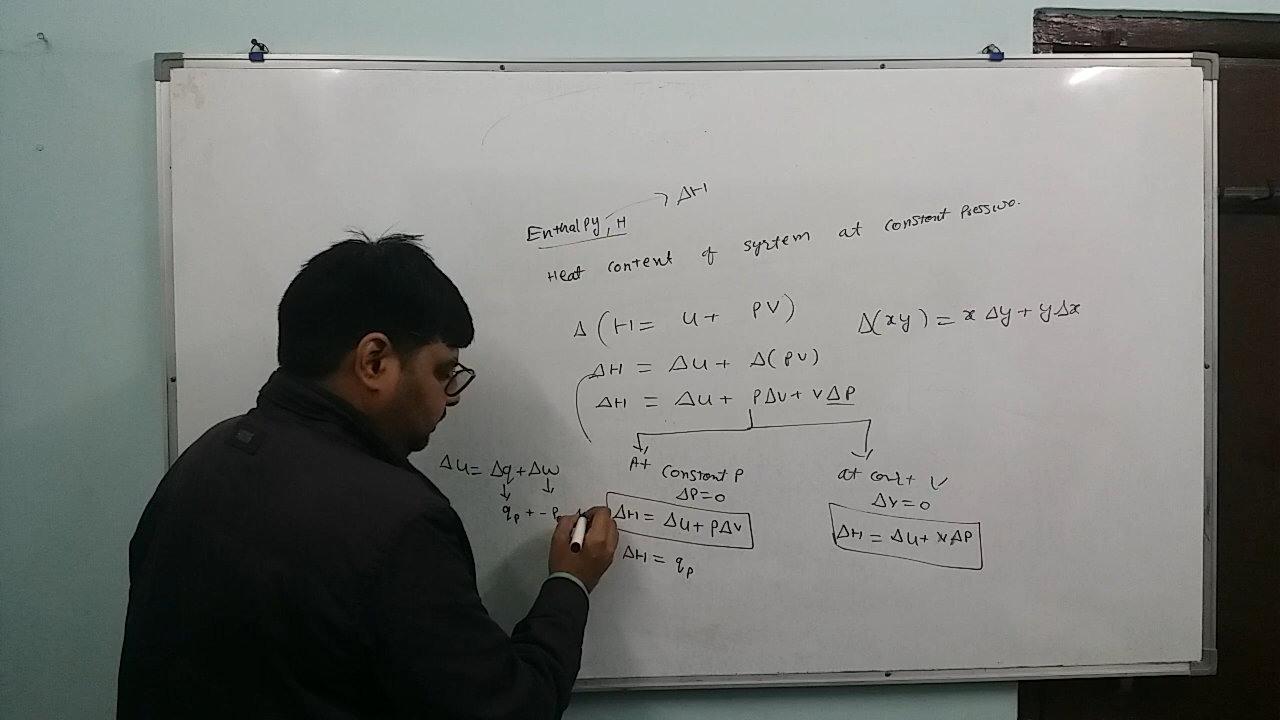 Enthalpy, H → ΔH
Heat content of system at constant Pressure.
Δ(H = U + PV)
Δ(xy) = x Δy + y Δx
ΔH = ΔU + Δ(PV)
ΔH = ΔU + PΔV + VΔP
At constant P
ΔP = 0
ΔH = ΔU + PΔV
ΔH = qp
at const V
ΔV = 0
ΔH = ΔU + VΔP
ΔU = Δq + Δw
qp + -P